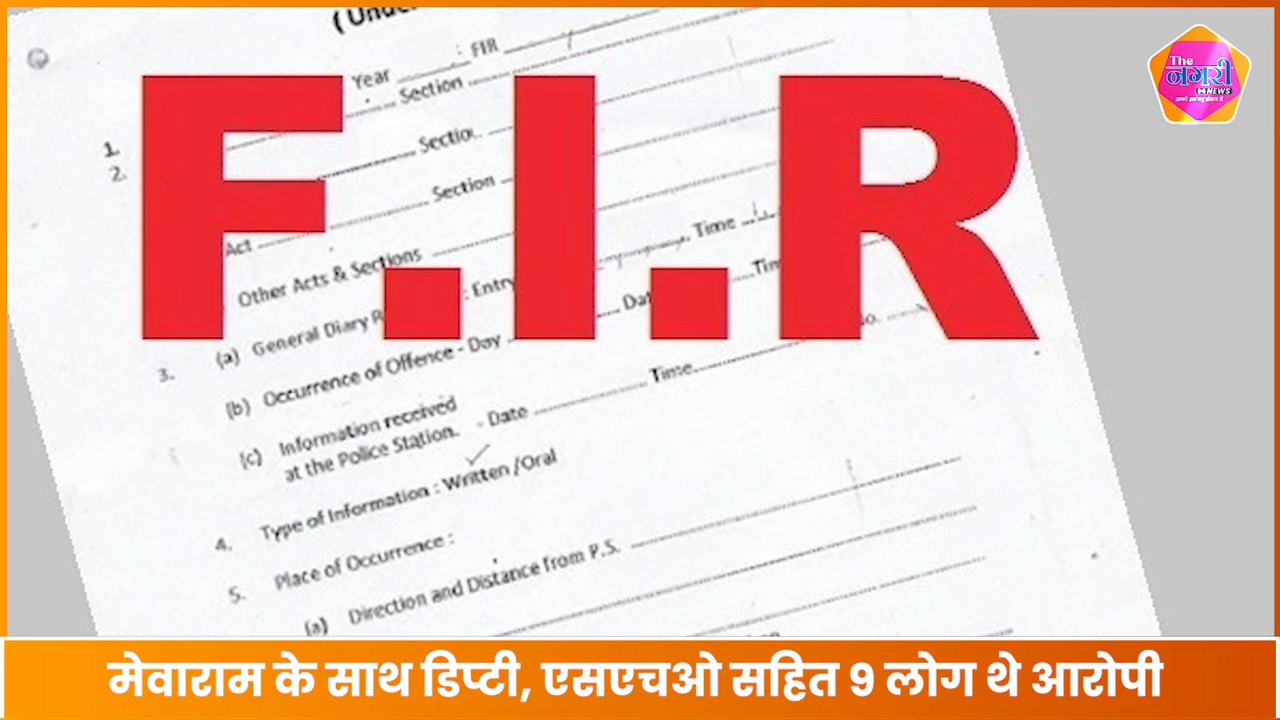 (Unde
The
नगरी
NEWS
Year FIR
F.I.R
1. Section
2. Section
Act Section
Other Acts & Sections
3. (a) General Diary R : Entry Time
(b) Occurrence of Offence - Day Dat Tim
(c) Information received
at the Police Station. - Date Time
4. Type of Information : Written /Oral
5. Place of Occurrence :
(a) Direction and Distance from P.S.
मेवाराम के साथ डिप्टी, एसएचओ सहित 9 लोग थे आरोपी